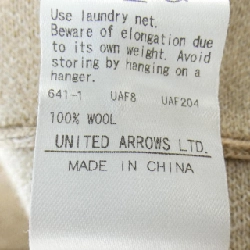 Use laundry net.
Beware of elongation due
to its own weight. Avoid
storing by hanging on a
hanger.
641-1 UAF8 UAF204
100% WOOL
UNITED ARROWS LTD.
MADE IN CHINA